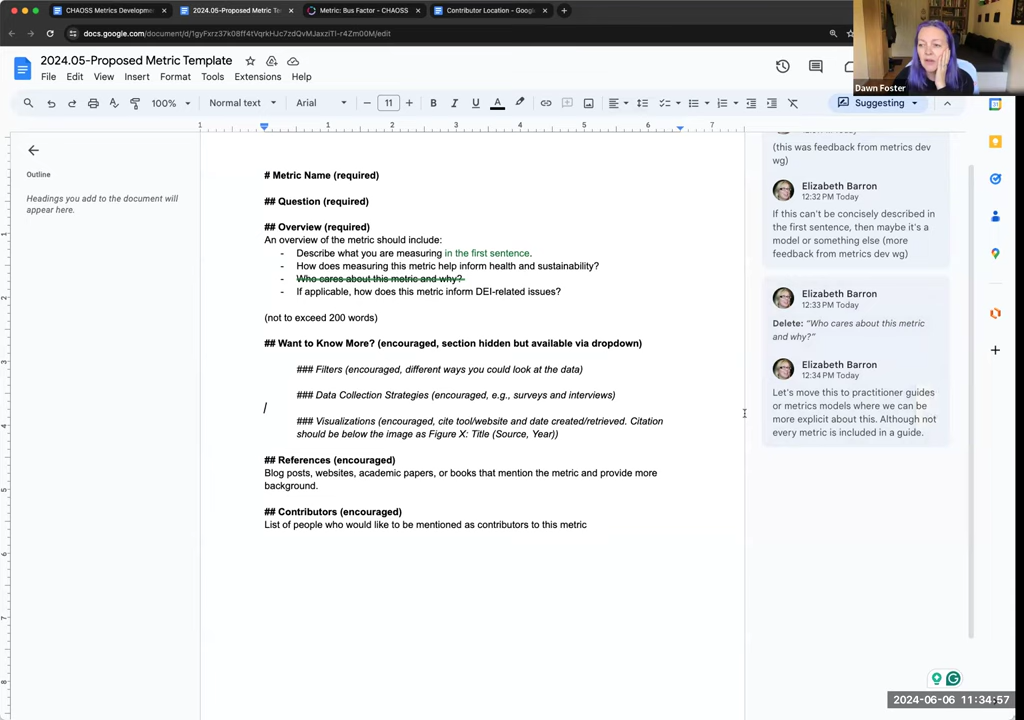 CHAOSS Metrics Developmen
2024.05-Proposed Metric Te
Metric: Bus Factor - CHAOSS
Contributor Location - Google
docs.google.com/document/d/1gyFxrz37k08ff4tVqrkHJc7zdQvMJaxziTI-r4Zm00M/edit
2024.05-Proposed Metric Template
File Edit View Insert Format Tools Extensions Help
Dawn Foster
100% Normal text Arial 11 B I U A Suggesting
1 1 2 3 4 5 6 7
Outline
Headings you add to the document will
appear here.
# Metric Name (required)
## Question (required)
## Overview (required)
An overview of the metric should include:
- Describe what you are measuring in the first sentence.
- How does measuring this metric help inform health and sustainability?
- Who cares about this metric and why?
- If applicable, how does this metric inform DEI-related issues?
(not to exceed 200 words)
## Want to Know More? (encouraged, section hidden but available via dropdown)
### Filters (encouraged, different ways you could look at the data)
### Data Collection Strategies (encouraged, e.g., surveys and interviews)
### Visualizations (encouraged, cite tool/website and date created/retrieved. Citation
should be below the image as Figure X: Title (Source, Year))
## References (encouraged)
Blog posts, websites, academic papers, or books that mention the metric and provide more
background.
## Contributors (encouraged)
List of people who would like to be mentioned as contributors to this metric
(this was feedback from metrics dev
wg)
Elizabeth Barron
12:32 PM Today
If this can't be concisely described in
the first sentence, then maybe it's a
model or something else (more
feedback from metrics dev wg)
Elizabeth Barron
12:33 PM Today
Delete: "Who cares about this metric
and why?"
Elizabeth Barron
12:34 PM Today
Let's move this to practitioner guides
or metrics models where we can be
more explicit about this. Although not
every metric is included in a guide.
2024-06-06 11:34:57